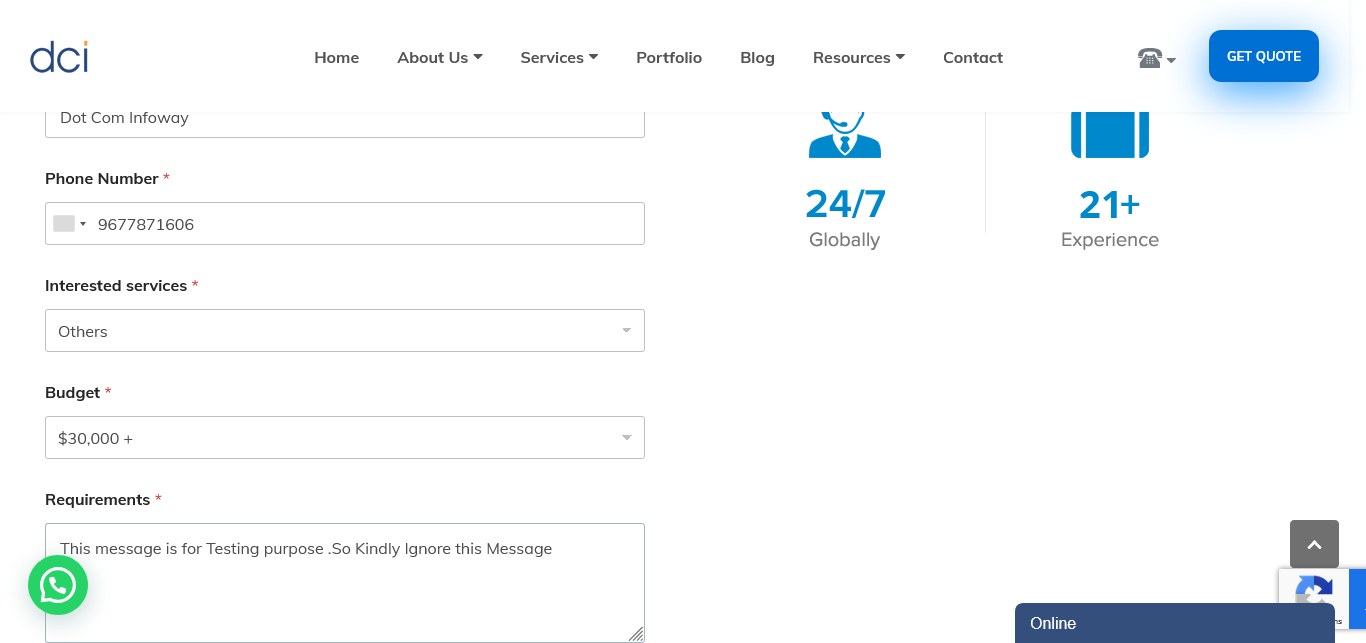 dci
Home
About Us
Services
Portfolio
Blog
Resources
Contact
GET QUOTE
Dot Com Infoway
Phone Number *
9677871606
Interested services *
Others
Budget *
$30,000 +
Requirements *
This message is for Testing purpose .So Kindly Ignore this Message
24/7
Globally
21+
Experience
Online